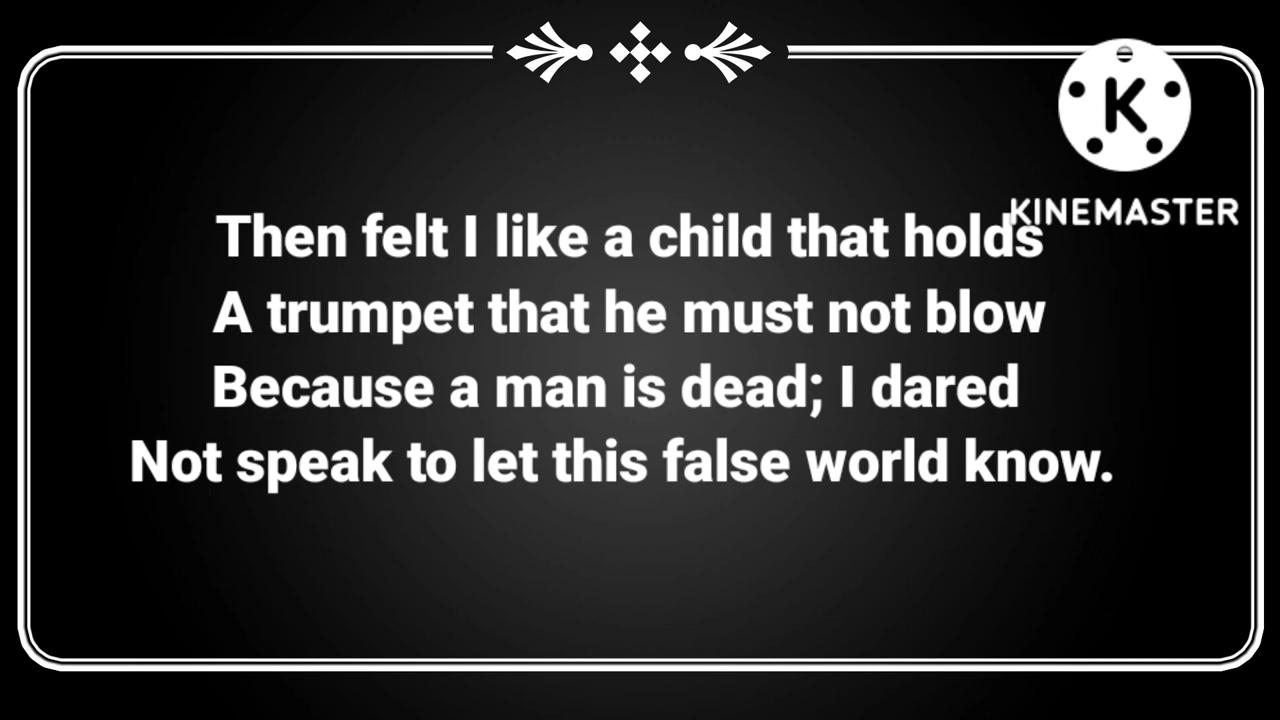 K
KINEMASTER
Then felt I like a child that holds
A trumpet that he must not blow
Because a man is dead; I dared
Not speak to let this false world know.